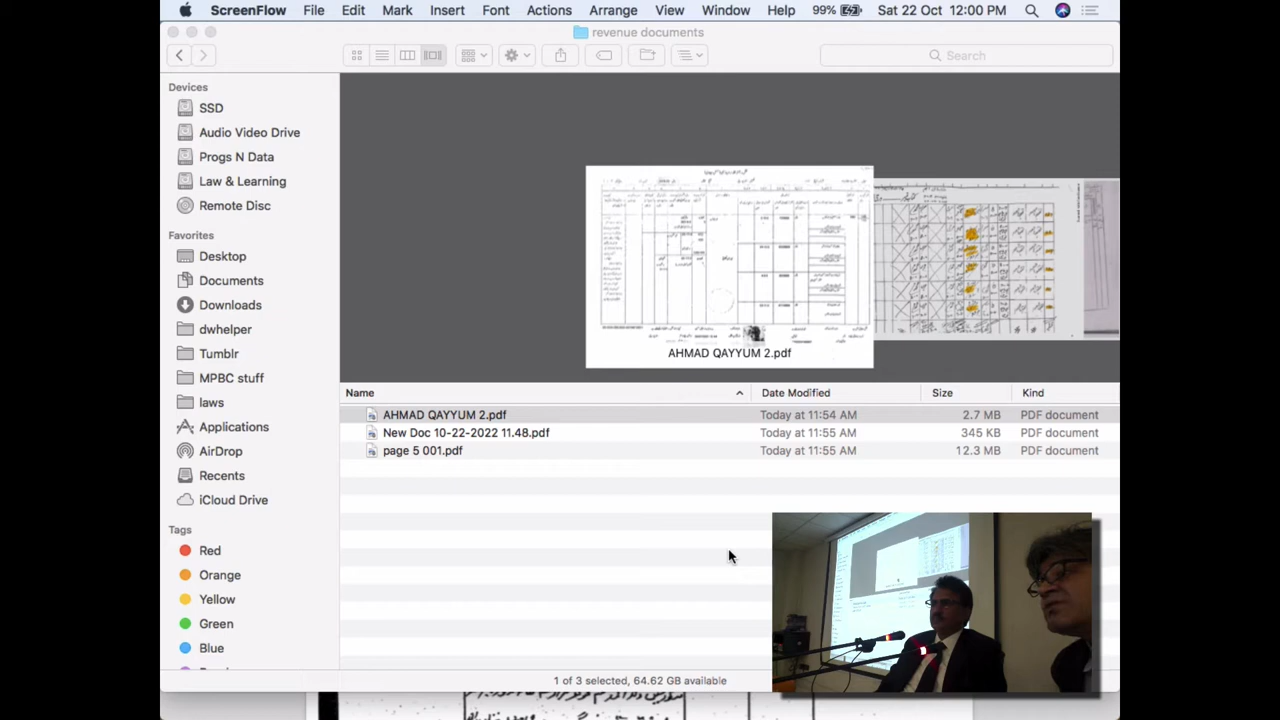 ScreenFlow File Edit Mark Insert Font Actions Arrange View Window Help 99% Sat 22 Oct 12:00 PM
revenue documents
Search
Devices
SSD
Audio Video Drive
Progs N Data
Law & Learning
Remote Disc
Favorites
Desktop
Documents
Downloads
dwhelper
Tumblr
MPBC stuff
laws
Applications
AirDrop
Recents
iCloud Drive
Tags
Red
Orange
Yellow
Green
Blue
AHMAD QAYYUM 2.pdf
Name Date Modified Size Kind
AHMAD QAYYUM 2.pdf Today at 11:54 AM 2.7 MB PDF document
New Doc 10-22-2022 11.48.pdf Today at 11:55 AM 345 KB PDF document
page 5 001.pdf Today at 11:55 AM 12.3 MB PDF document
1 of 3 selected, 64.62 GB available